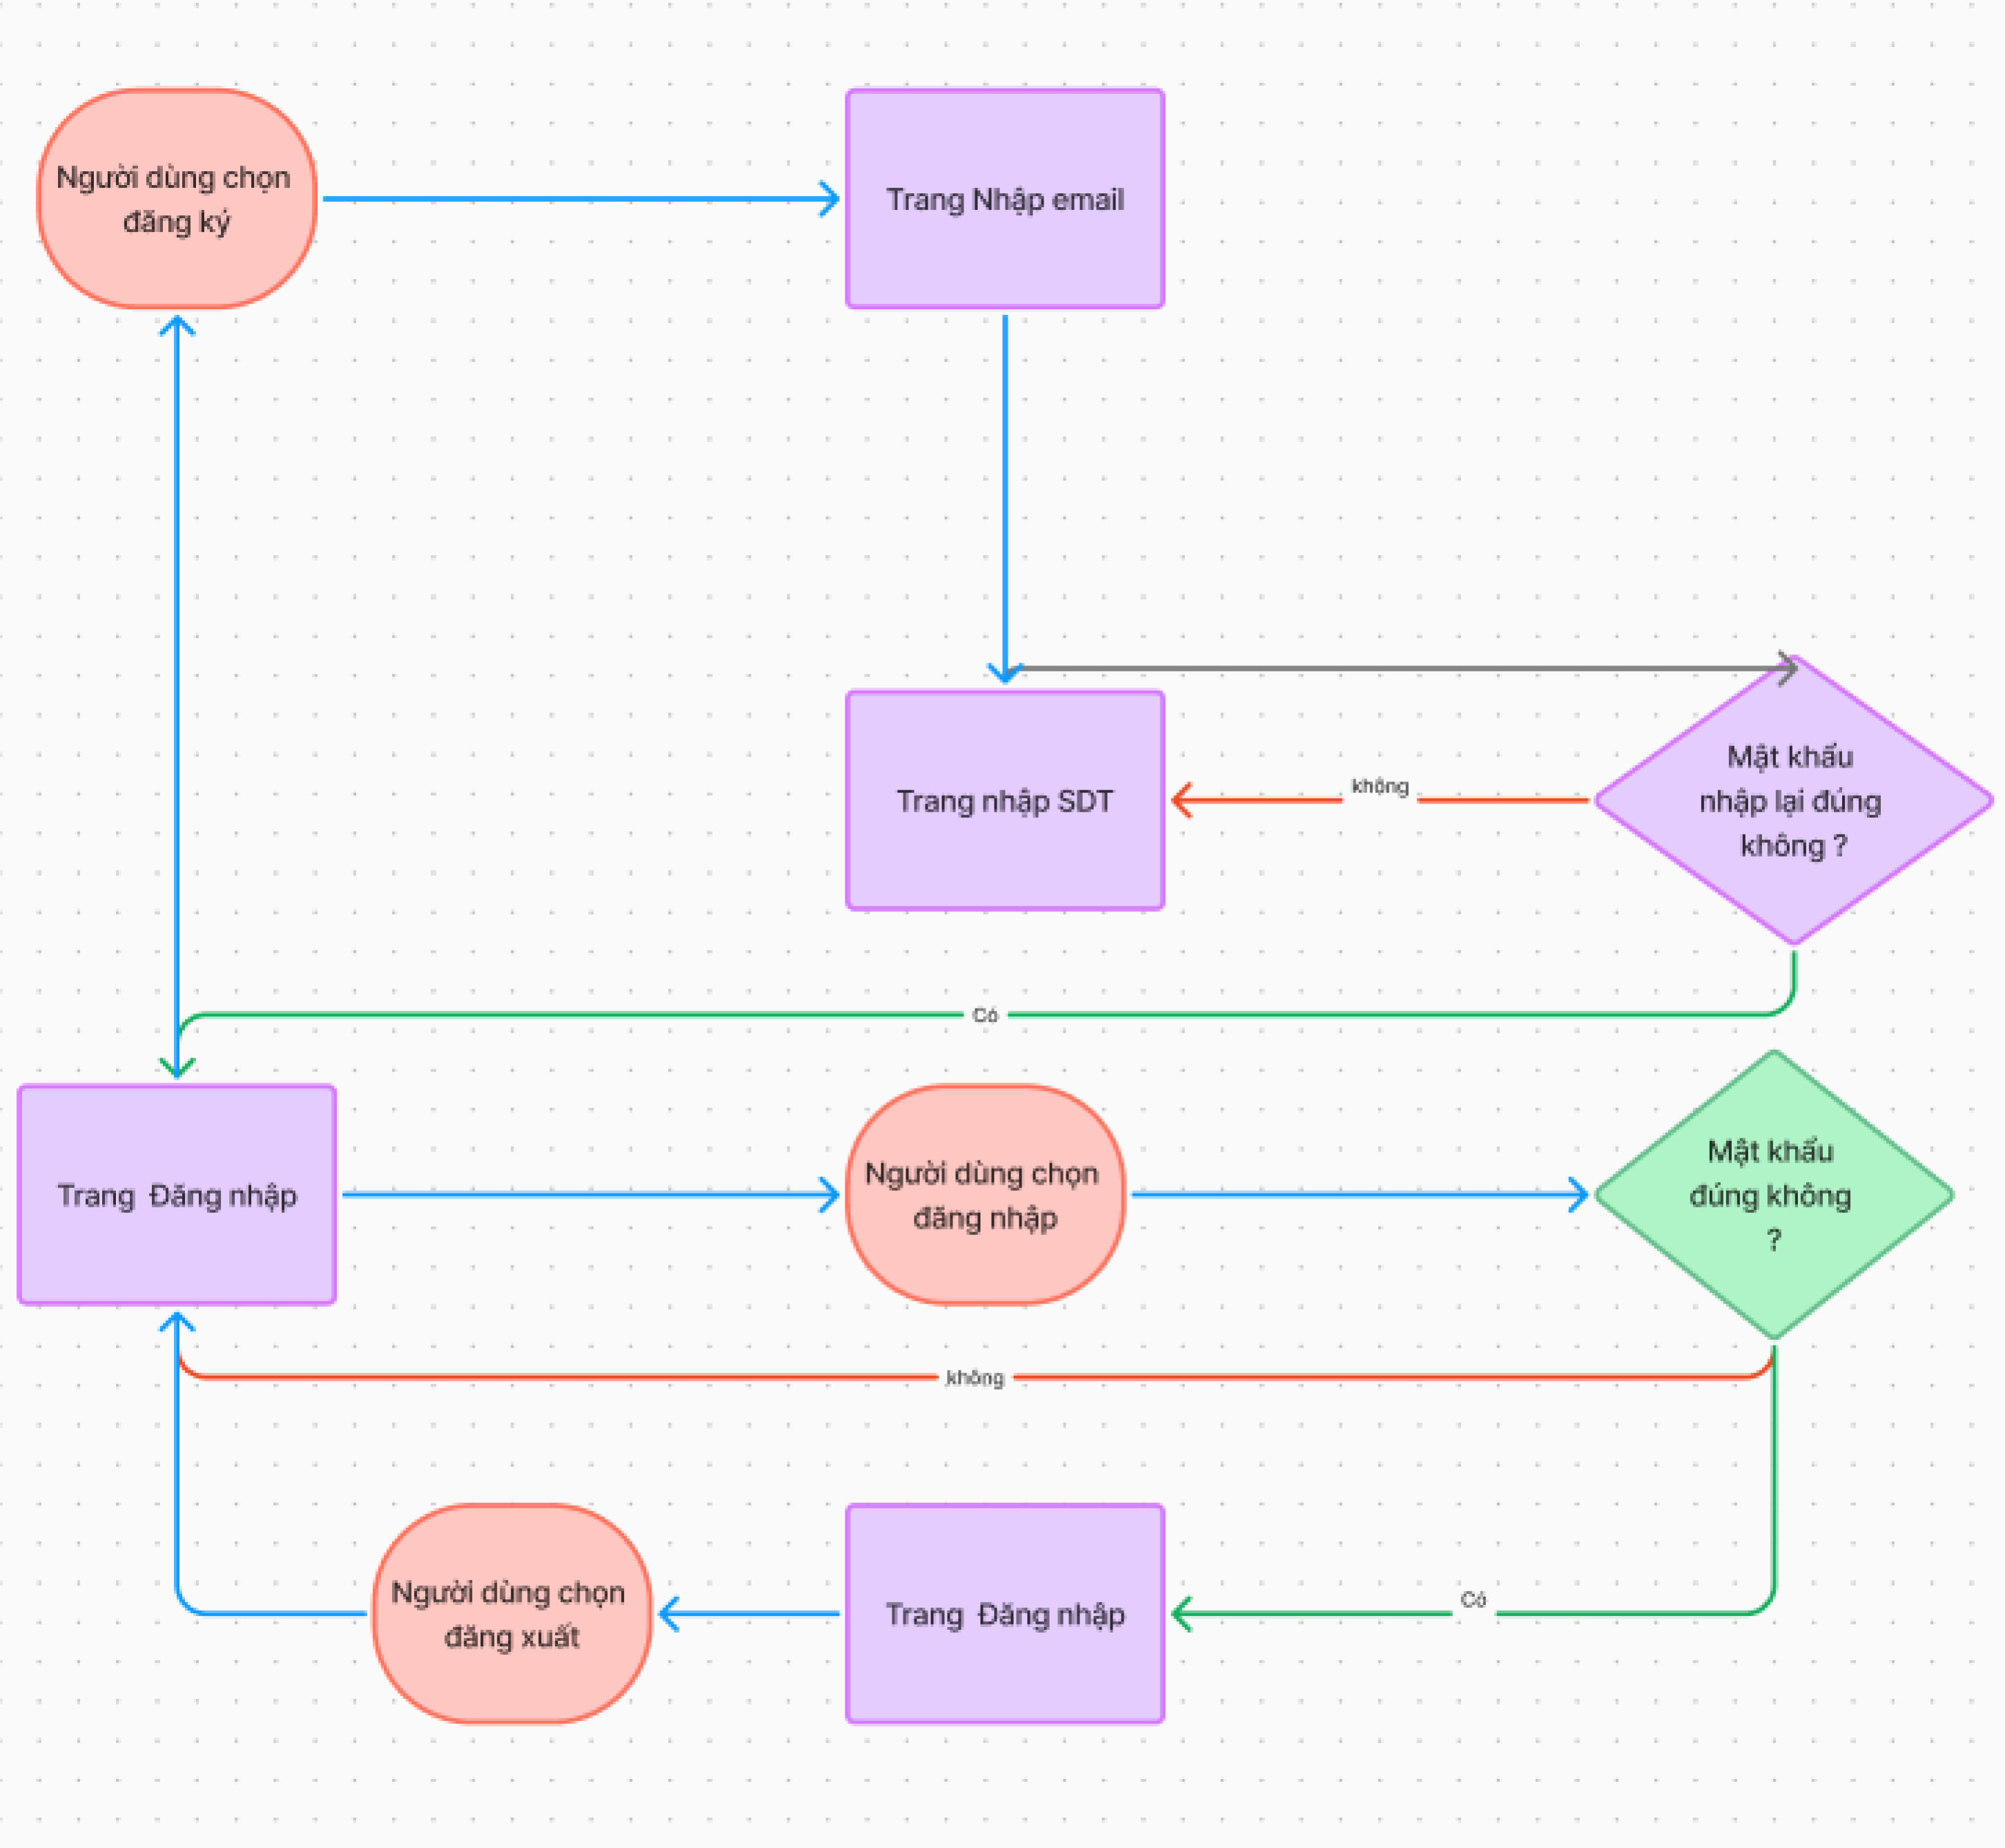 Người dùng chọn
đăng ký
Trang Nhập email
Trang nhập SDT
không
Mật khẩu
nhập lại đúng
không ?
Có
Trang  Đăng nhập
Người dùng chọn
đăng nhập
Mật khẩu
đúng không
?
không
Người dùng chọn
đăng xuất
Trang  Đăng nhập
Có